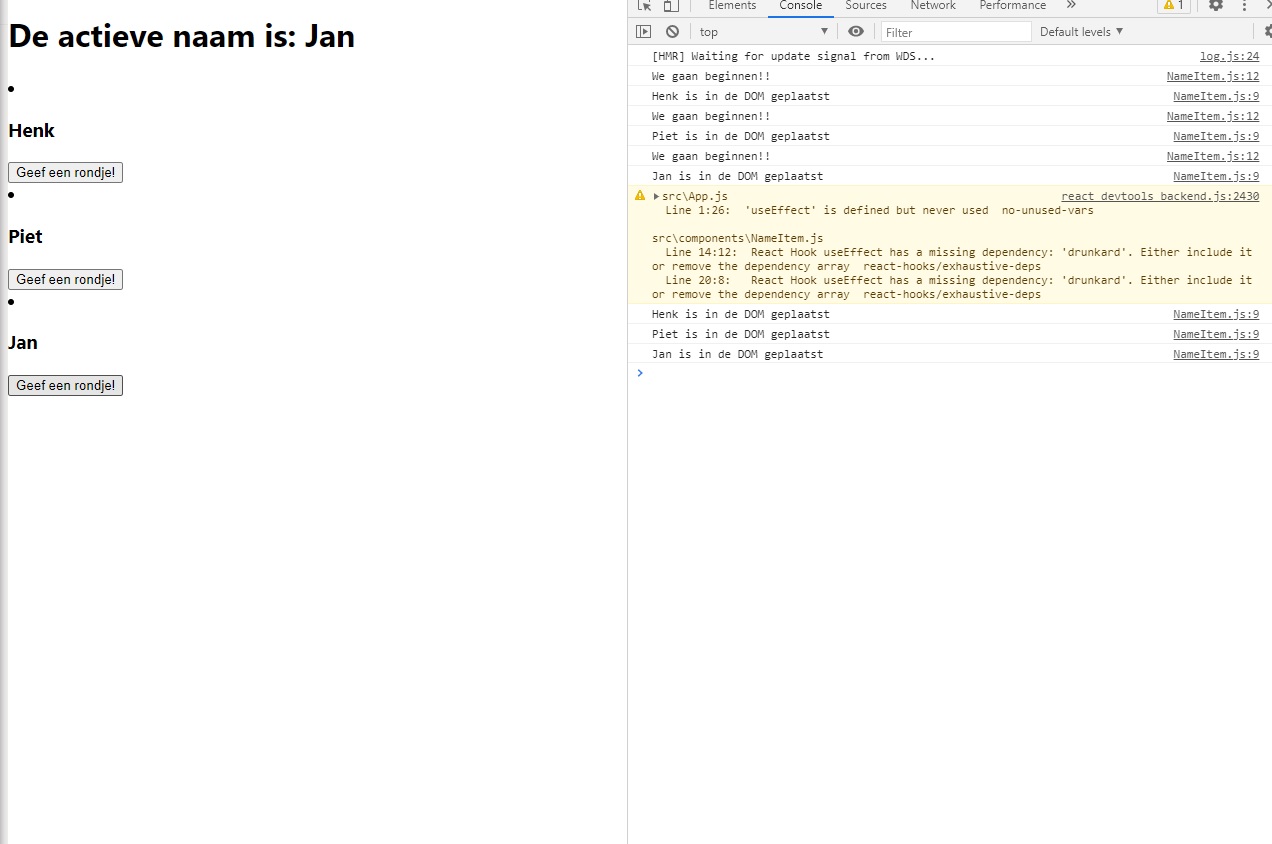 De actieve naam is: Jan
Henk
Geef een rondje!
Piet
Geef een rondje!
Jan
Geef een rondje!
Elements Console Sources Network Performance 1
top Filter Default levels
[HMR] Waiting for update signal from WDS... log.js:24
We gaan beginnen!! NameItem.js:12
Henk is in de DOM geplaatst NameItem.js:9
We gaan beginnen!! NameItem.js:12
Piet is in de DOM geplaatst NameItem.js:9
We gaan beginnen!! NameItem.js:12
Jan is in de DOM geplaatst NameItem.js:9
src\App.js react_devtools_backend.js:2430
Line 1:26: 'useEffect' is defined but never used no-unused-vars
src\components\NameItem.js
Line 14:12: React Hook useEffect has a missing dependency: 'drunkard'. Either include it
or remove the dependency array react-hooks/exhaustive-deps
Line 20:8: React Hook useEffect has a missing dependency: 'drunkard'. Either include it
or remove the dependency array react-hooks/exhaustive-deps
Henk is in de DOM geplaatst NameItem.js:9
Piet is in de DOM geplaatst NameItem.js:9
Jan is in de DOM geplaatst NameItem.js:9